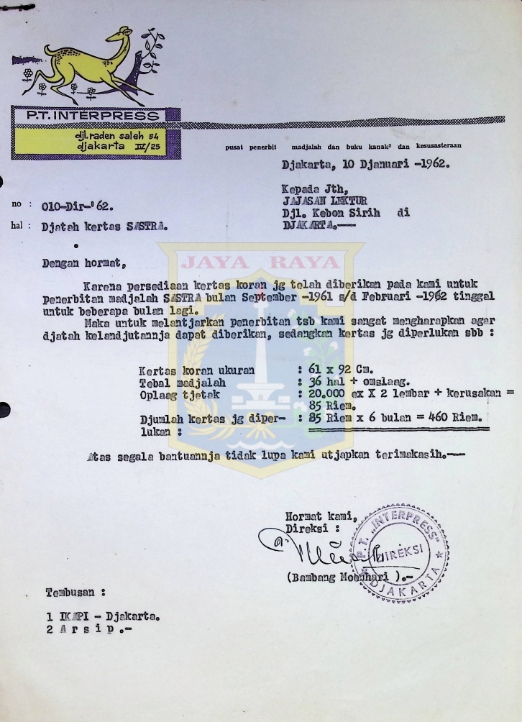 P.T. INTERPRESS
djl.raden saleh 54
djakarta IV/25
pusat penerbit madjalah dan buku kanak² dan kesusasteraan
Djakarta, 10 Djanuari -1962.
Kepada Jth,
JAJASAN LEKTUR
Djl. Kebon Sirih di
DJAKARTA.——
no : 010-Dir-'62.
hal : Djatah kertas SASTRA.
Dengan hormat,
JAYA RAYA
Karena persediaan kertas koran jg telah diberikan pada kami untuk
penerbitan madjalah SASTRA bulan September -1961 s/d Februari -1962 tinggal
untuk beberapa bulan lagi.
Maka untuk melantjarkan penerbitan tsb kami sangat mengharapkan agar
djatah kelandjutannja dapat diberikan, sedangkan kertas jg diperlukan sbb :
Kertas koran ukuran : 61 x 92 Cm.
Tebal madjalah : 36 hal + omslaag.
Oplaag tjetak : 20.000 ex X 2 lembar + kerusakan =
85 Riem.
Djumlah kertas jg diper- : 85 Riem x 6 bulan = 460 Riem.
lukan :
Atas segala bantuannja tidak lupa kami utjapkan terimakasih.——
Hormat kami,
Direksi :
P.T. „INTERPRESS"
DIREKSI
★ DJAKARTA ★
(Bambang Moenhari ).-
Tembusan :
1 IKAPI - Djakarta.
2 A r s i p .-